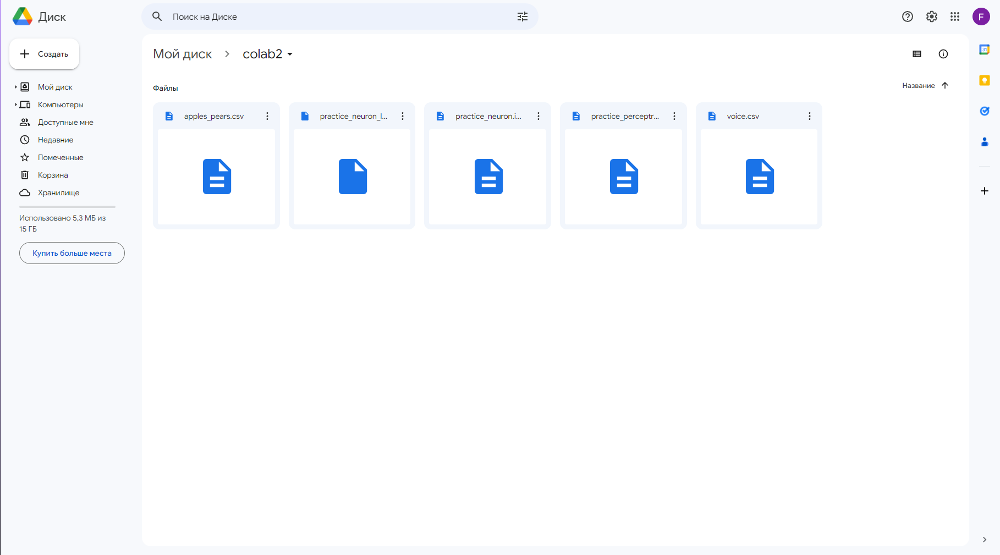 Диск
Поиск на Диске
F
Создать
Мой диск
Компьютеры
Доступные мне
Недавние
Помеченные
Корзина
Хранилище
Использовано 5,3 МБ из
15 ГБ
Купить больше места
Мой диск
colab2
Файлы
Название
apples_pears.csv
practice_neuron_l...
practice_neuron.i...
practice_perceptr...
voice.csv
31